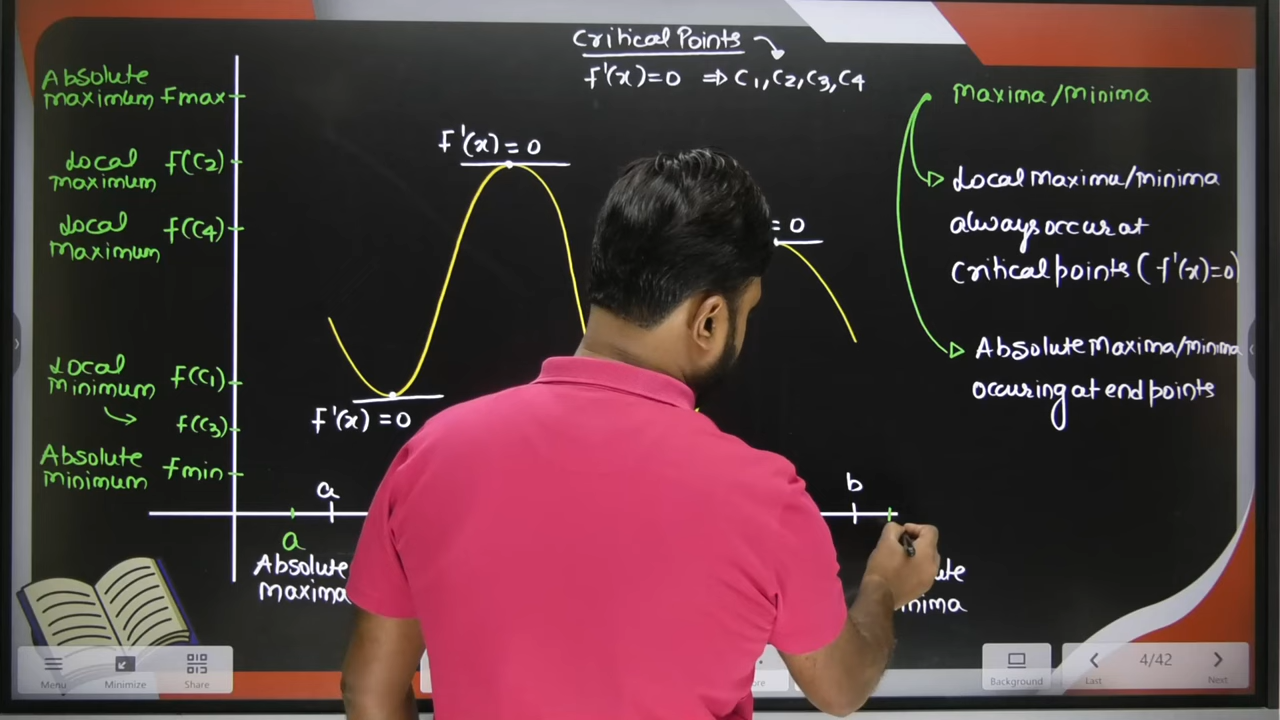 Critical Points
f'(x)=0 ⇒ C1,C2,C3,C4
Absolute
maximum fmax
Local
maximum f(C2)
Local
Maximum f(C4)
Local
Minimum f(C1)
f(C3)
Absolute
Minimum fmin
f'(x)=0
= 0
f'(x)=0
a
b
a
Absolute
Maxima
Maxima/Minima
Local Maxima/minima
always occur at
Critical points (f'(x)=0)
Absolute Maxima/minima
Occuring at end points
Menu
Minimize
Share
Background
Last
4/42
Next